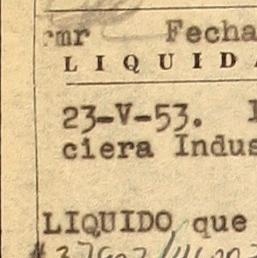 rmr Fecha
LIQUIDA
23-V-53.
ciera Indus
LIQUIDO, que